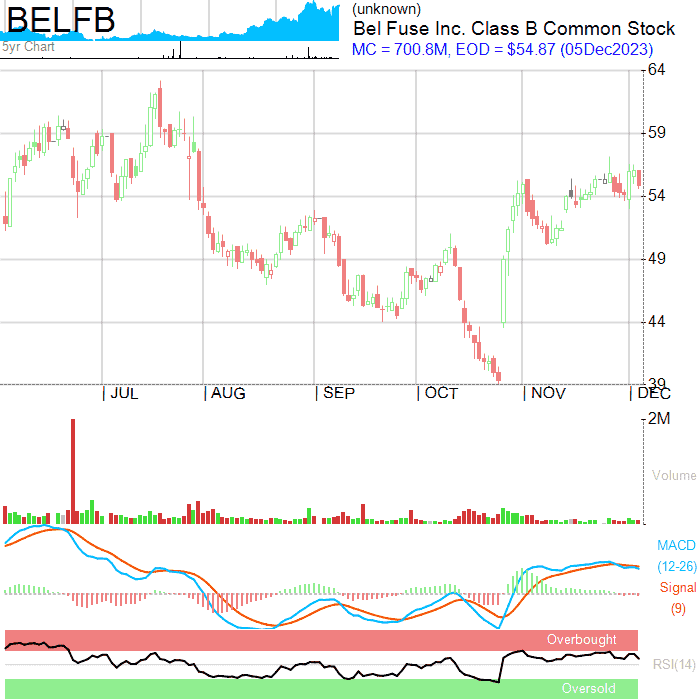 BELFB
5yr Chart
(unknown)
Bel Fuse Inc. Class B Common Stock
MC = 700.8M, EOD = $54.87 (05Dec2023)
64
59
54
49
44
39
JUL
AUG
SEP
OCT
NOV
DEC
2M
Volume
MACD
(12-26)
Signal
(9)
Overbought
RSI(14)
Oversold